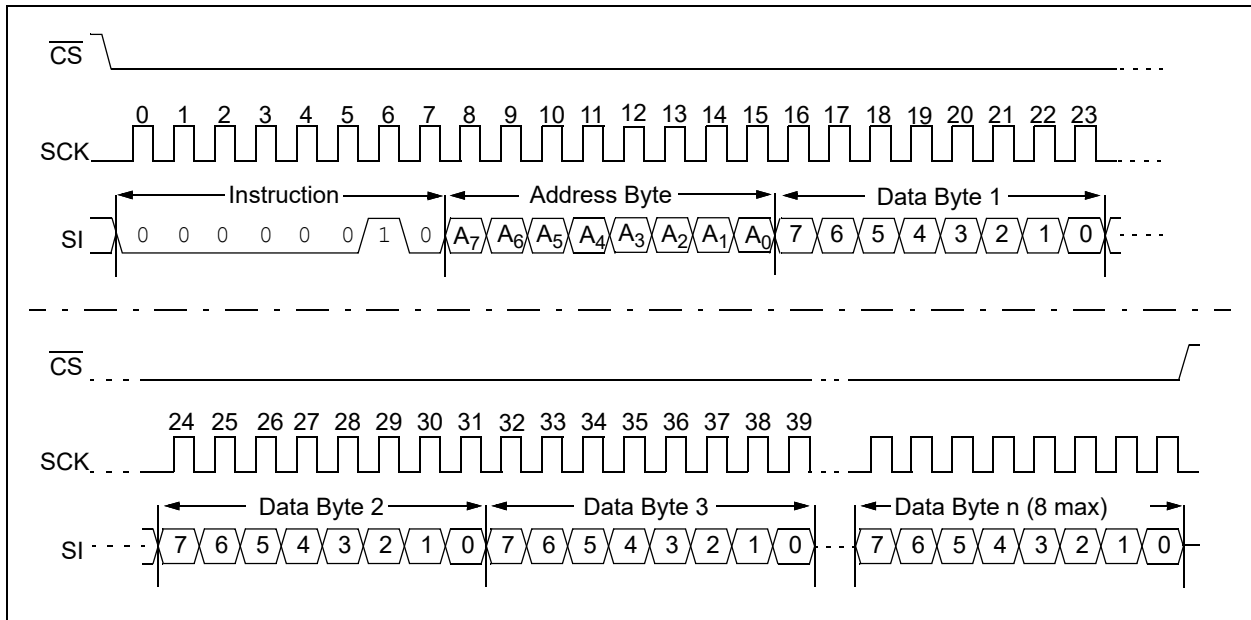 CS
0 1 2 3 4 5 6 7 8 9 10 11 12 13 14 15 16 17 18 19 20 21 22 23
SCK
Instruction Address Byte Data Byte 1
SI 0 0 0 0 0 0 1 0 A7 A6 A5 A4 A3 A2 A1 A0 7 6 5 4 3 2 1 0
CS
24 25 26 27 28 29 30 31 32 33 34 35 36 37 38 39
SCK
Data Byte 2 Data Byte 3 Data Byte n (8 max)
SI 7 6 5 4 3 2 1 0 7 6 5 4 3 2 1 0 7 6 5 4 3 2 1 0